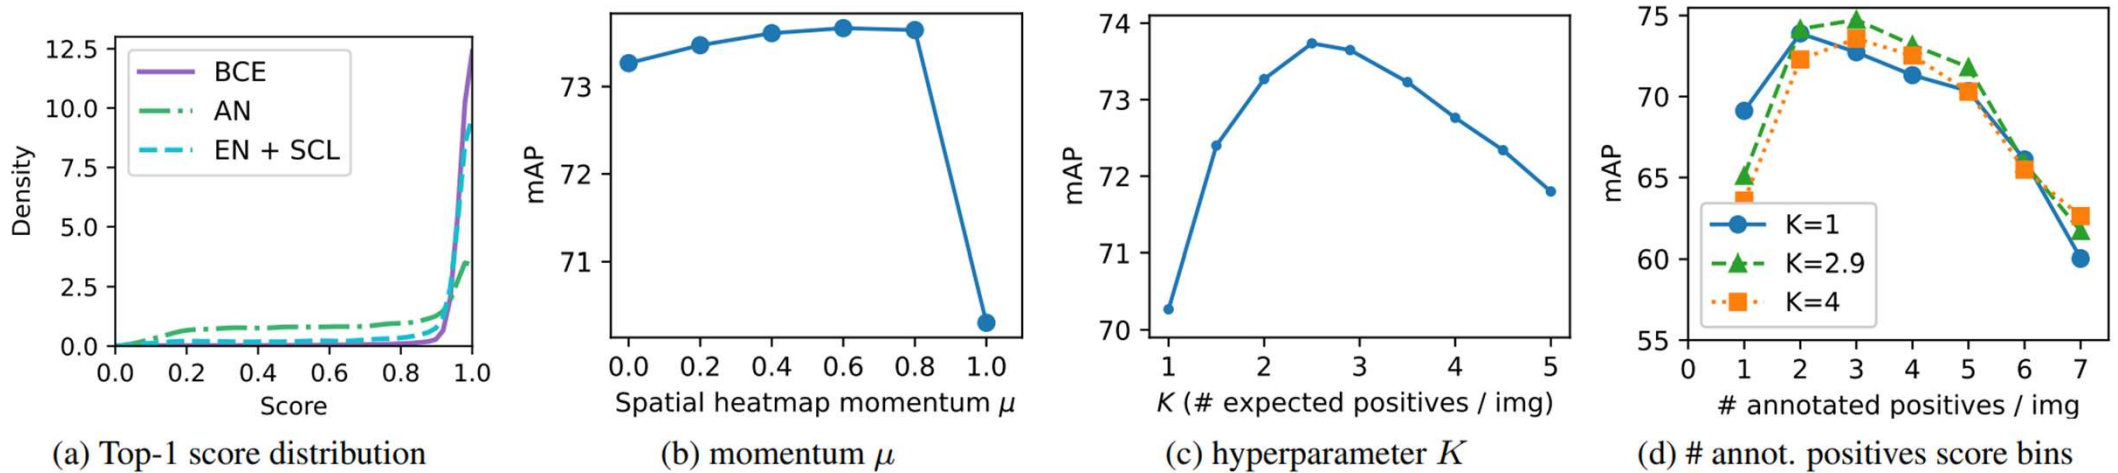 12.5
10.0
7.5
5.0
2.5
0.0
Density
BCE
AN
EN + SCL
0.0 0.2 0.4 0.6 0.8 1.0
Score
(a) Top-1 score distribution
73
72
71
mAP
0.0 0.2 0.4 0.6 0.8 1.0
Spatial heatmap momentum μ
(b) momentum μ
74
73
72
71
70
mAP
1 2 3 4 5
K (# expected positives / img)
(c) hyperparameter K
75
70
65
60
55
mAP
K=1
K=2.9
K=4
0 1 2 3 4 5 6 7
# annotated positives / img
(d) # annot. positives score bins